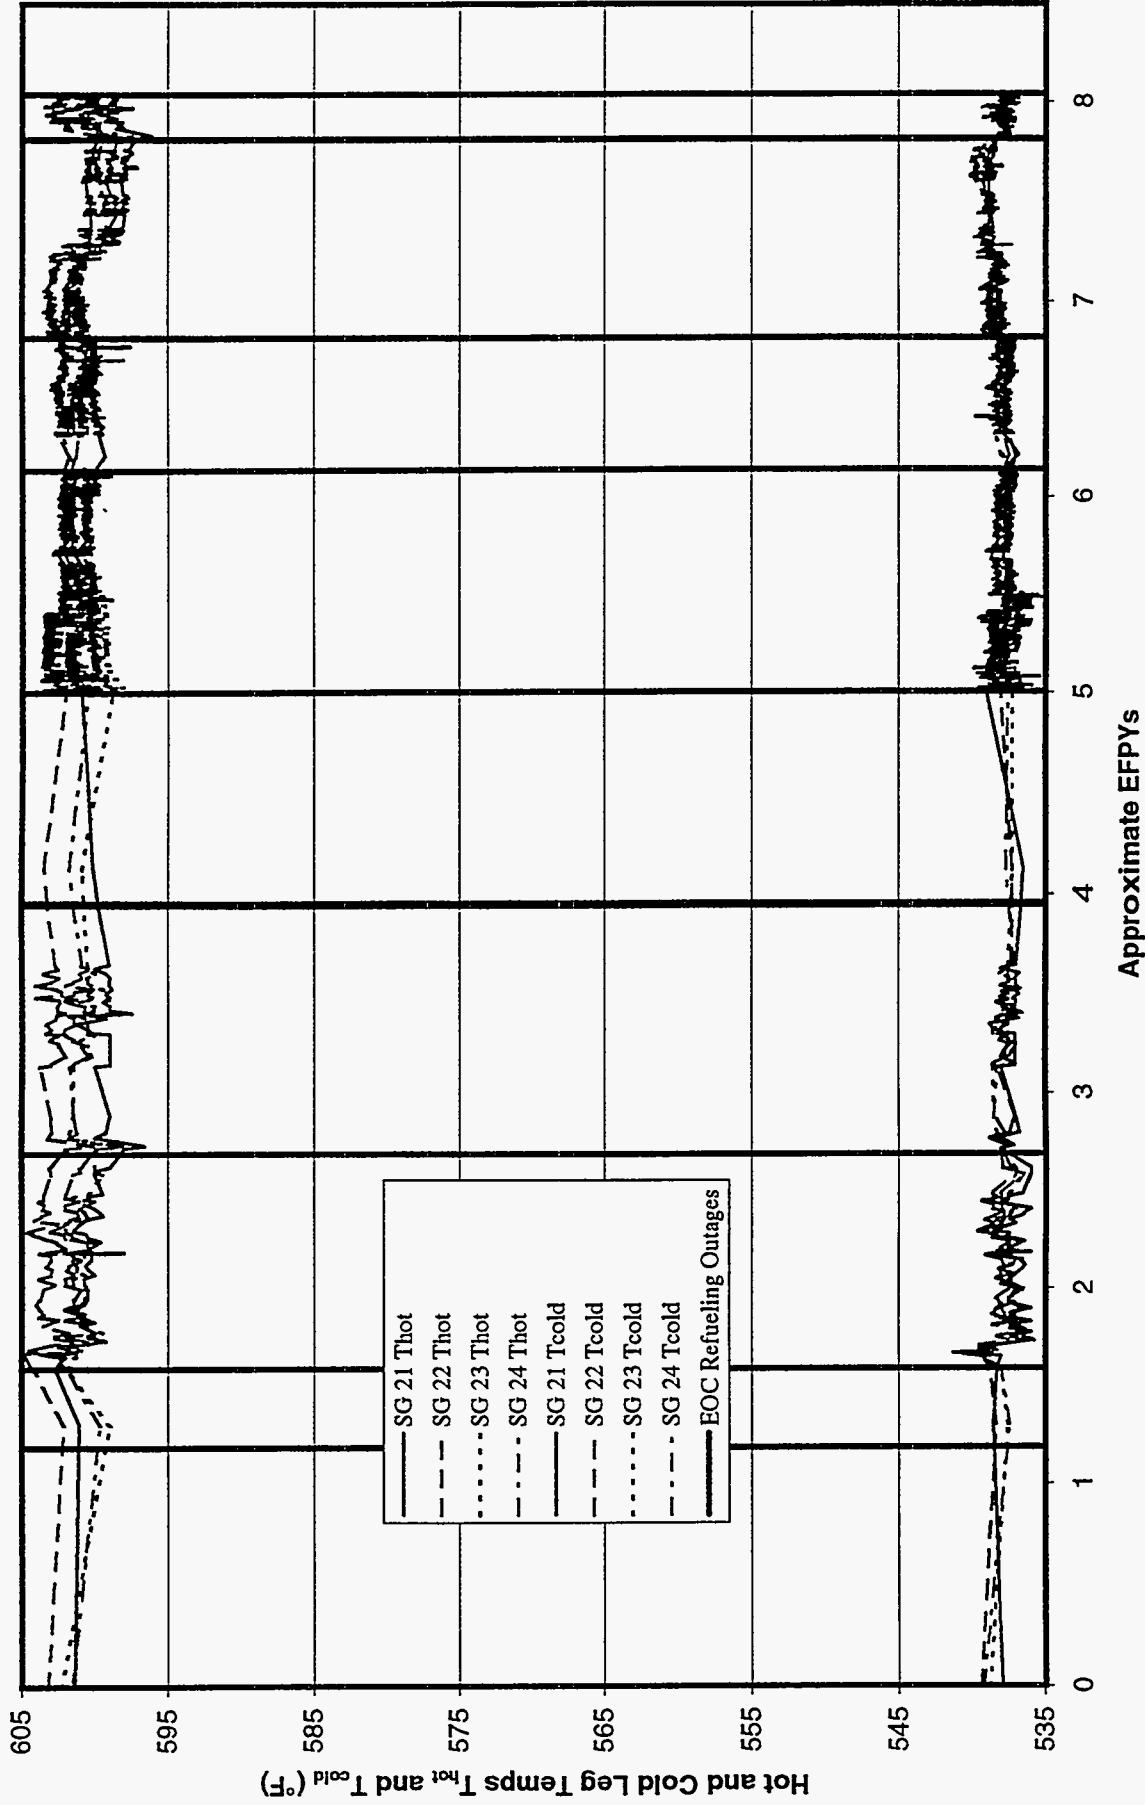 Hot and Cold Leg Temps Thot and Tcold (°F)
605
595
585
575
565
555
545
535
SG 21 Thot
SG 22 Thot
SG 23 Thot
SG 24 Thot
SG 21 Tcold
SG 22 Tcold
SG 23 Tcold
SG 24 Tcold
EOC Refueling Outages
0
1
2
3
4
5
6
7
8
Approximate EFPYs